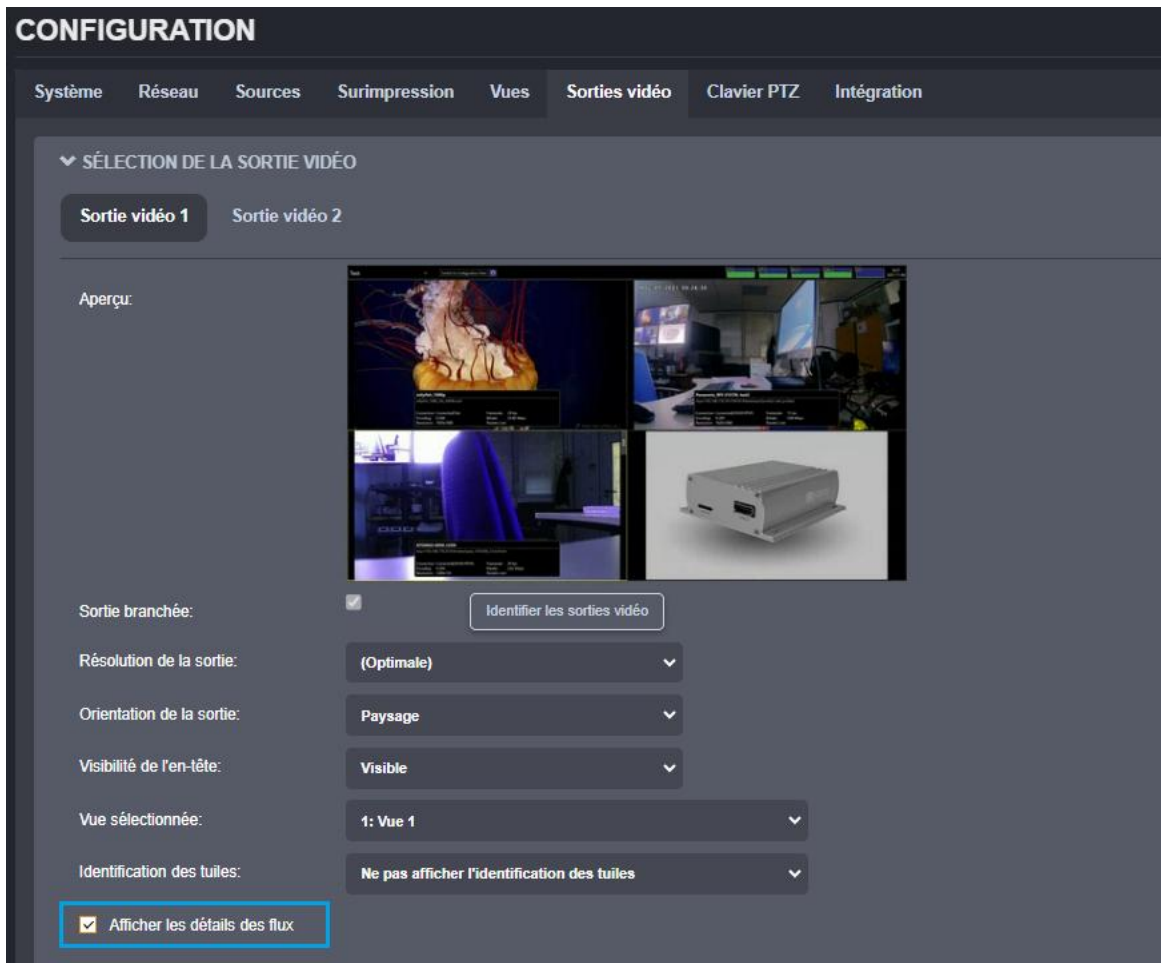 CONFIGURATION
Système Réseau Sources Surimpression Vues Sorties vidéo Clavier PTZ Intégration
SÉLECTION DE LA SORTIE VIDÉO
Sortie vidéo 1 Sortie vidéo 2
Aperçu:
Sortie branchée: Identifier les sorties vidéo
Résolution de la sortie: (Optimale)
Orientation de la sortie: Paysage
Visibilité de l'en-tête: Visible
Vue sélectionnée: 1: Vue 1
Identification des tuiles: Ne pas afficher l'identification des tuiles
Afficher les détails des flux